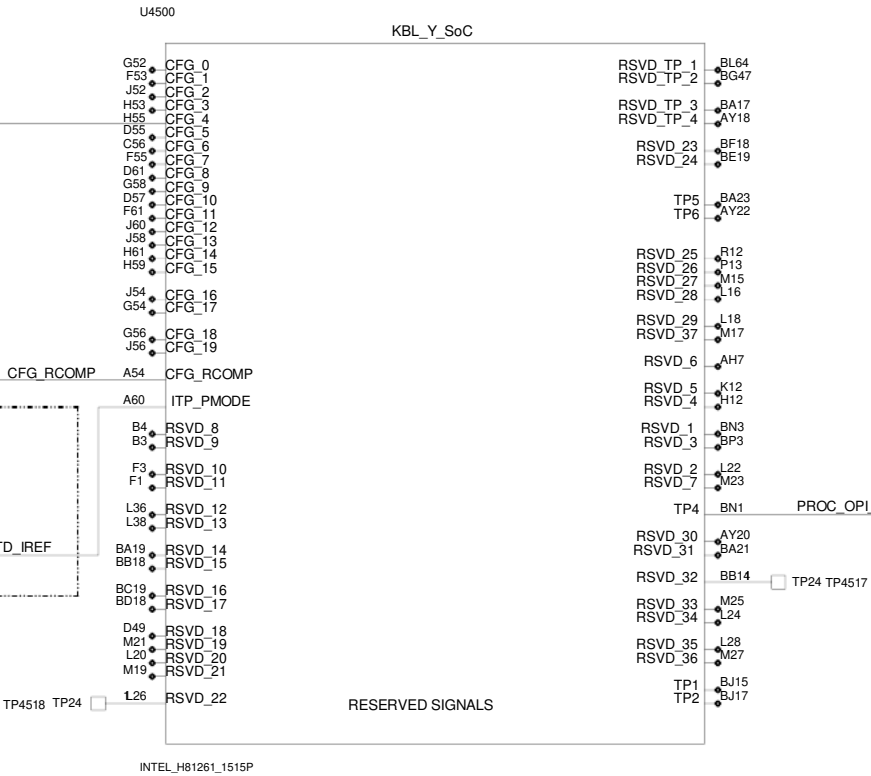 U4500
KBL_Y_SoC
G52 CFG_0 RSVD_TP_1 BL64
F53 CFG_1 RSVD_TP_2 BG47
J52 CFG_2
H53 CFG_3 RSVD_TP_3 BA17
H55 CFG_4 RSVD_TP_4 AY18
D55 CFG_5
C56 CFG_6 RSVD_23 BF18
F55 CFG_7 RSVD_24 BE19
D61 CFG_8
G58 CFG_9
D57 CFG_10 TP5 BA23
F61 CFG_11 TP6 AY22
J60 CFG_12
J58 CFG_13
H61 CFG_14 RSVD_25 R12
H59 CFG_15 RSVD_26 P13
RSVD_27 M15
J54 CFG_16 RSVD_28 L16
G54 CFG_17
RSVD_29 L18
G56 CFG_18 RSVD_37 M17
J56 CFG_19
RSVD_6 AH7
CFG_RCOMP A54 CFG_RCOMP
RSVD_5 K12
A60 ITP_PMODE RSVD_4 H12
B4 RSVD_8 RSVD_1 BN3
B3 RSVD_9 RSVD_3 BP3
F3 RSVD_10 RSVD_2 L22
F1 RSVD_11 RSVD_7 M23
L36 RSVD_12 TP4 BN1 PROC_OPI_
L38 RSVD_13
RSVD_30 AY20
TD_IREF BA19 RSVD_14 RSVD_31 BA21
BB18 RSVD_15
RSVD_32 BB14 TP24 TP4517
BC19 RSVD_16
BD18 RSVD_17 RSVD_33 M25
RSVD_34 L24
D49 RSVD_18
M21 RSVD_19 RSVD_35 L28
L20 RSVD_20 RSVD_36 M27
M19 RSVD_21
TP1 BJ15
TP4518 TP24 L26 RSVD_22 TP2 BJ17
RESERVED SIGNALS
INTEL_H81261_1515P